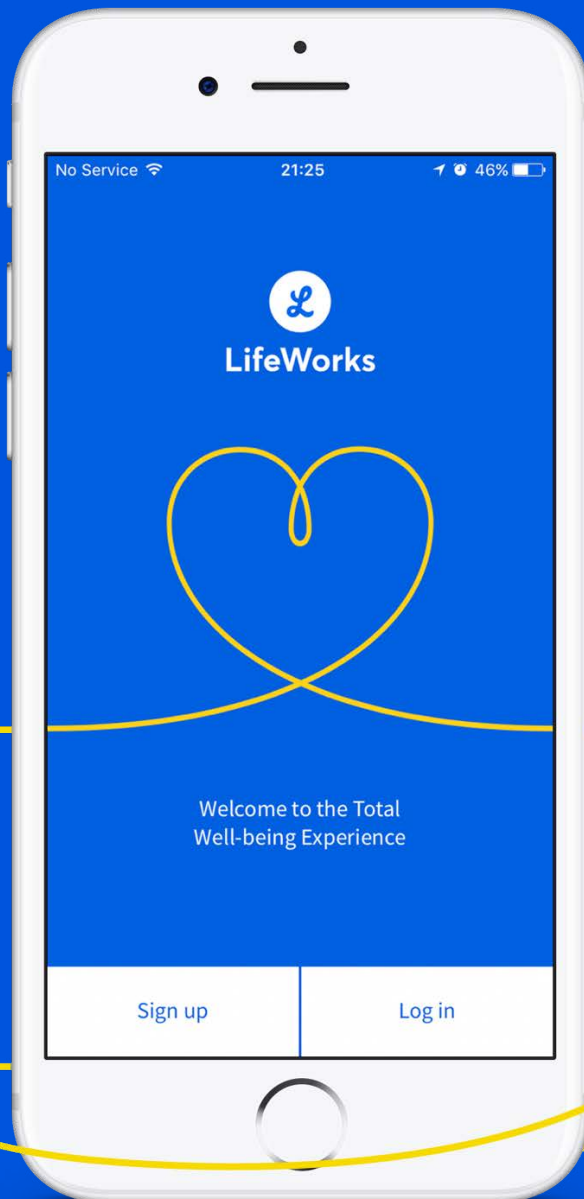 No Service 21:25 46%
L
LifeWorks
Welcome to the Total
Well-being Experience
Sign up Log in